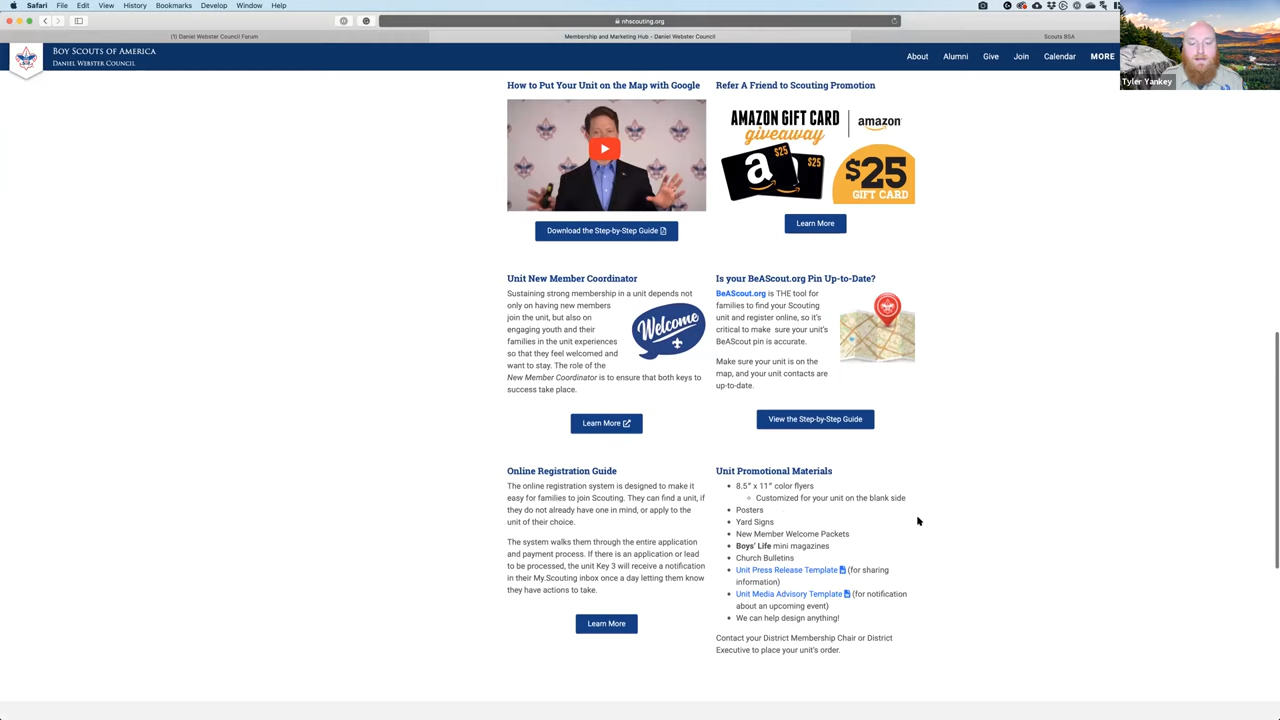 Safari File Edit View History Bookmarks Develop Window Help
nhscouting.org
(1) Daniel Webster Council Forum
Membership and Marketing Hub - Daniel Webster Council
Scouts BSA
BOY SCOUTS OF AMERICA
DANIEL WEBSTER COUNCIL
About Alumni Give Join Calendar MORE
Tyler Yankey
How to Put Your Unit on the Map with Google
Download the Step-by-Step Guide
Refer A Friend to Scouting Promotion
AMAZON GIFT CARD
giveaway
amazon
$25
$25
$25
GIFT CARD
Learn More
Unit New Member Coordinator
Sustaining strong membership in a unit depends not
only on having new members
join the unit, but also on
engaging youth and their
families in the unit experiences
so that they feel welcomed and
want to stay. The role of the
New Member Coordinator is to ensure that both keys to
success take place.
Welcome
Learn More
Is your BeAScout.org Pin Up-to-Date?
BeAScout.org is THE tool for
families to find your Scouting
unit and register online, so it's
critical to make sure your unit's
BeAScout pin is accurate.
Make sure your unit is on the
map, and your unit contacts are
up-to-date.
View the Step-by-Step Guide
Online Registration Guide
The online registration system is designed to make it
easy for families to join Scouting. They can find a unit, if
they do not already have one in mind, or apply to the
unit of their choice.
The system walks them through the entire application
and payment process. If there is an application or lead
to be processed, the unit Key 3 will receive a notification
in their My.Scouting inbox once a day letting them know
they have actions to take.
Learn More
Unit Promotional Materials
8.5" x 11" color flyers
Customized for your unit on the blank side
Posters
Yard Signs
New Member Welcome Packets
Boys' Life mini magazines
Church Bulletins
Unit Press Release Template (for sharing
information)
Unit Media Advisory Template (for notification
about an upcoming event)
We can help design anything!
Contact your District Membership Chair or District
Executive to place your unit's order.